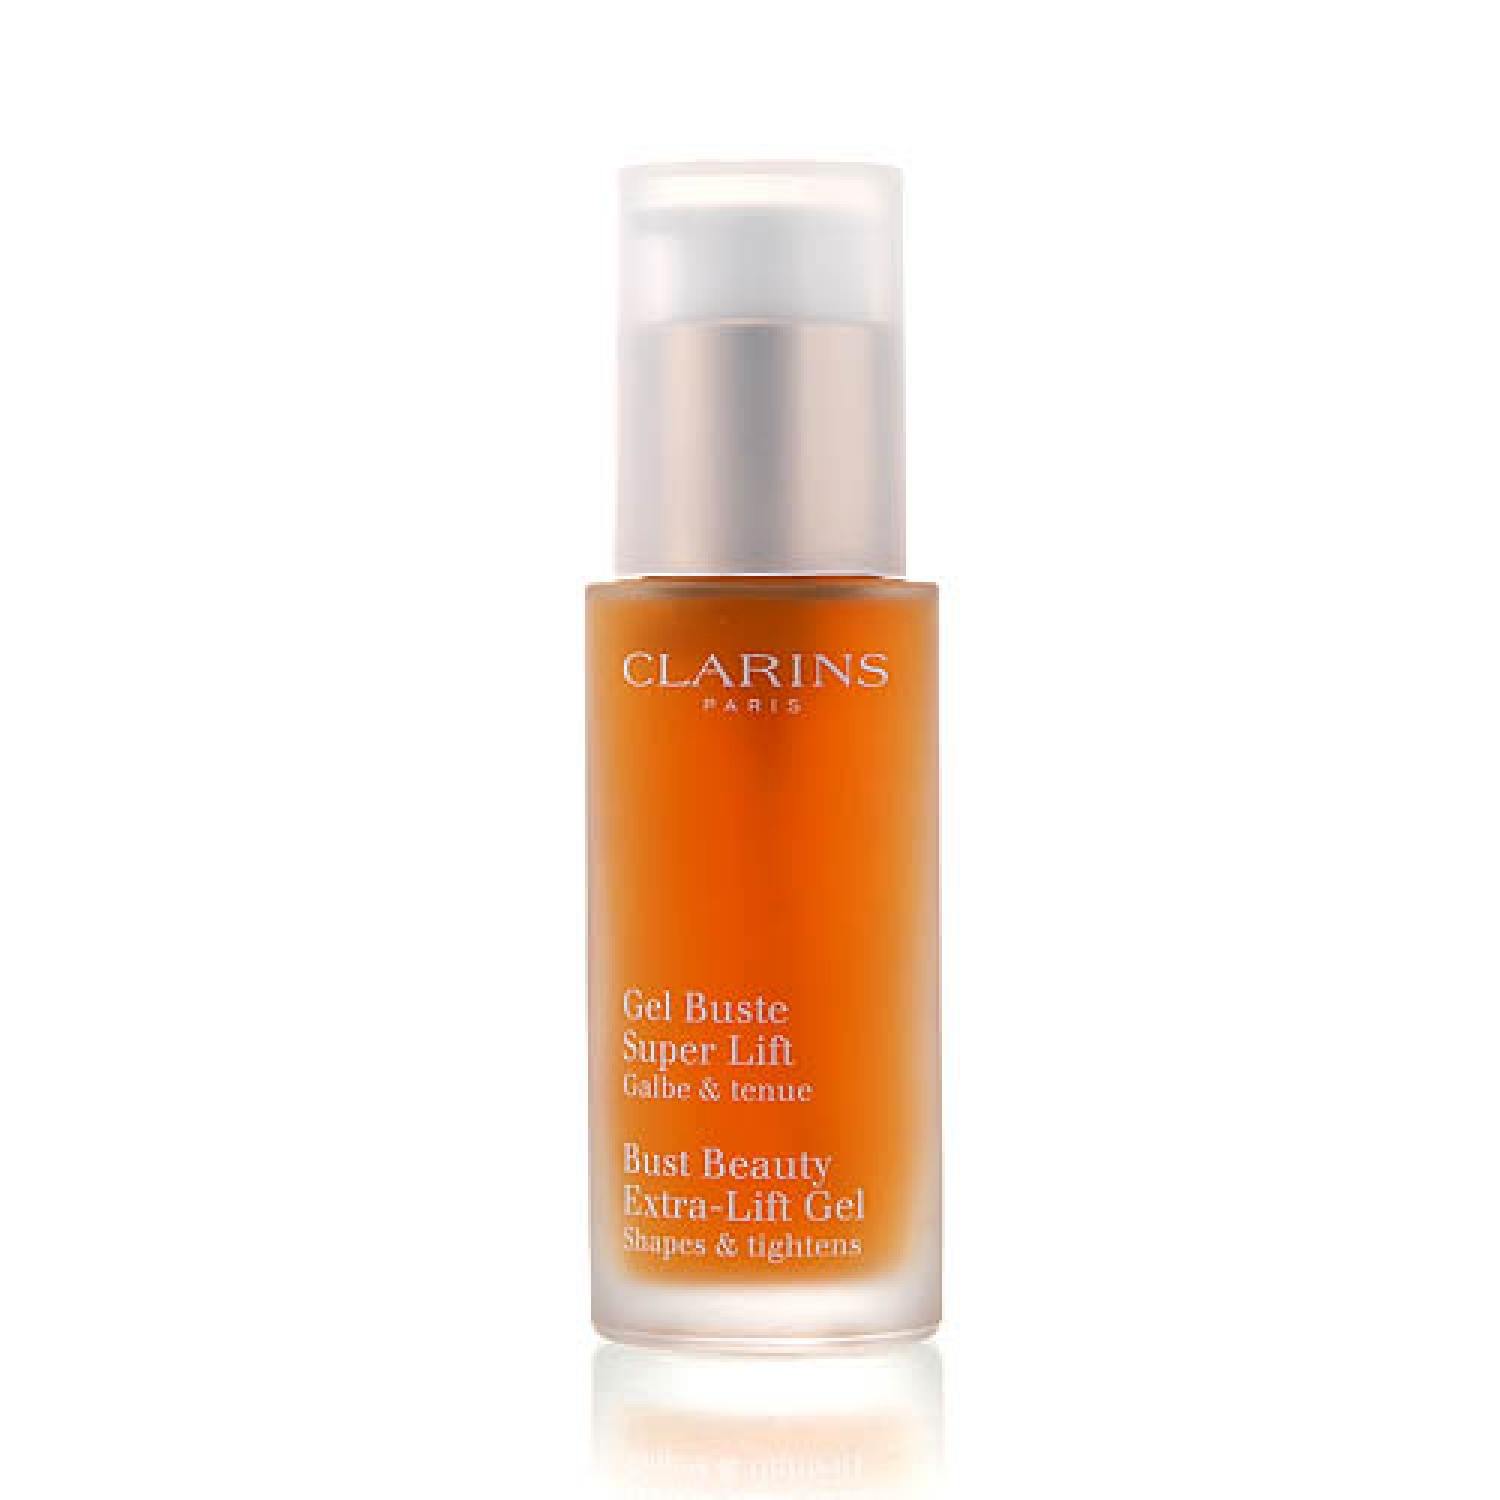 CLARINS
PARIS
Gel Buste
Super Lift
Galbe & tenue
Bust Beauty
Extra-Lift Gel
Shapes & tightens